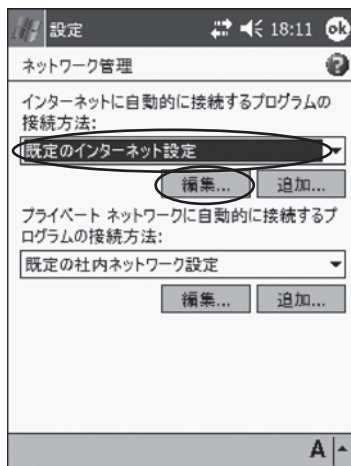 設定 18:11 ok
ネットワーク管理
インターネットに自動的に接続するプログラムの
接続方法:
既定のインターネット設定
編集... 追加...
プライベート ネットワークに自動的に接続するプ
ログラムの接続方法:
既定の社内ネットワーク設定
編集... 追加...
A